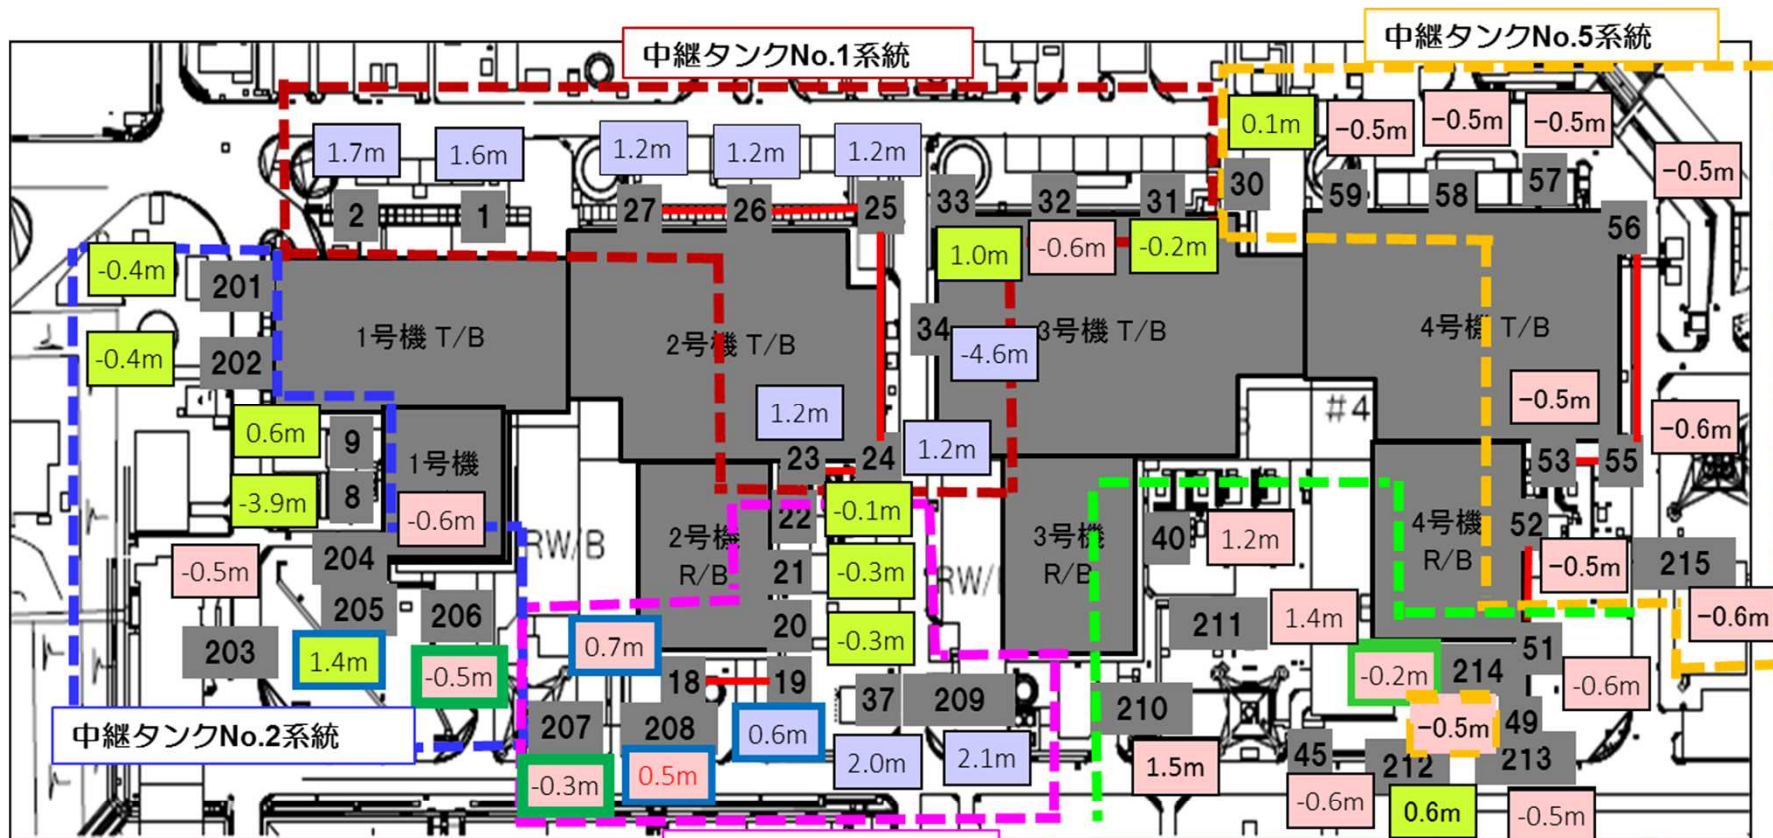 中継タンクNo.1系統
中継タンクNo.5系統
0.1m
−0.5m
−0.5m
−0.5m
1.7m
1.6m
1.2m
1.2m
1.2m
−0.5m
2
1
27
26
25
33
32
31
30
59
58
57
56
-0.4m
201
1.0m
-0.6m
-0.2m
1号機 T/B
2号機 T/B
34
3号機 T/B
4号機 T/B
-0.4m
202
-4.6m
1.2m
−0.5m
#4
0.6m
9
1.2m
−0.6m
1号機
23
24
53
55
-3.9m
8
-0.6m
22
-0.1m
RW/B
2号機
R/B
3号機
R/B
40
1.2m
4号機
R/B
52
-0.5m
204
21
-0.3m
−0.5m
215
205
206
20
-0.3m
211
1.4m
−0.6m
203
1.4m
-0.5m
0.7m
18
19
-0.2m
214
51
-0.6m
37
209
210
207
208
0.6m
−0.5m
49
中継タンクNo.2系統
-0.3m
0.5m
2.0m
2.1m
1.5m
45
212
213
-0.6m
0.6m
-0.5m